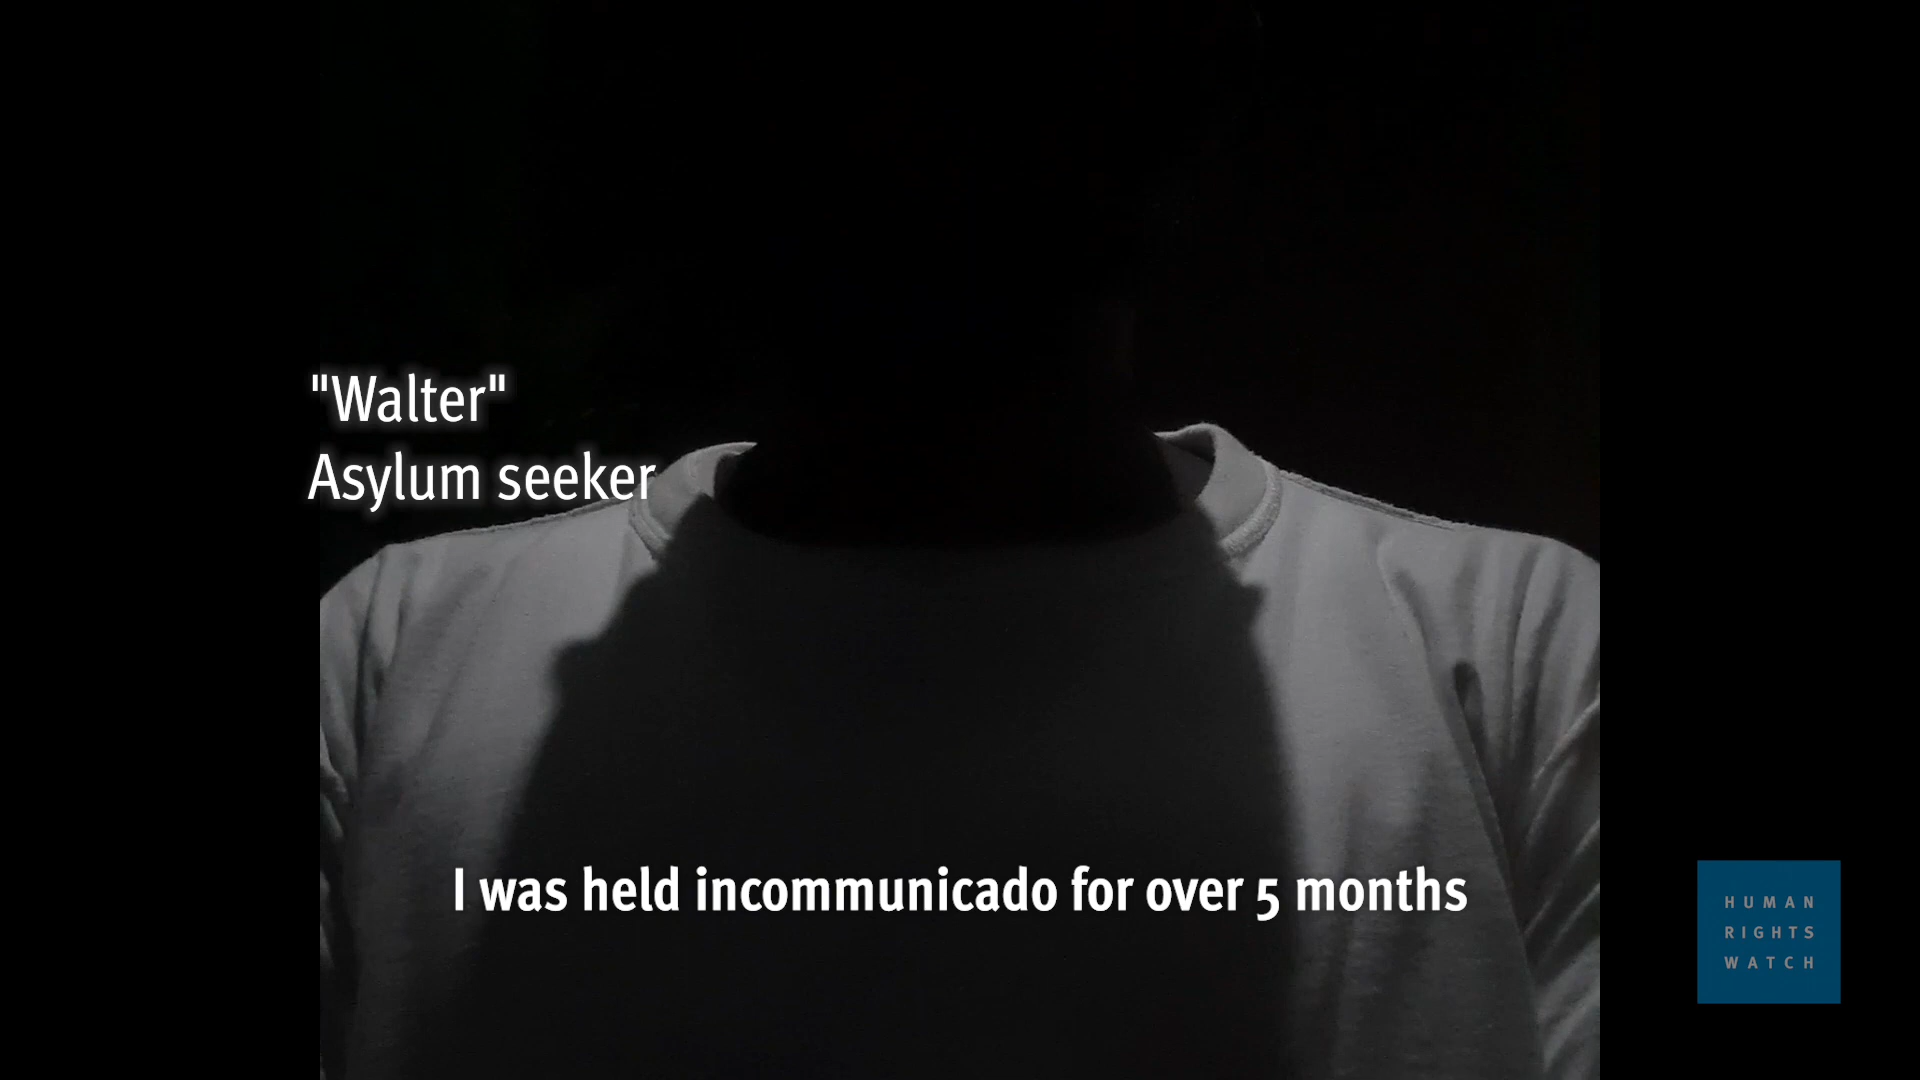 "Walter"
Asylum seeker
I was held incommunicado for over 5 months
HUMAN
RIGHTS
WATCH